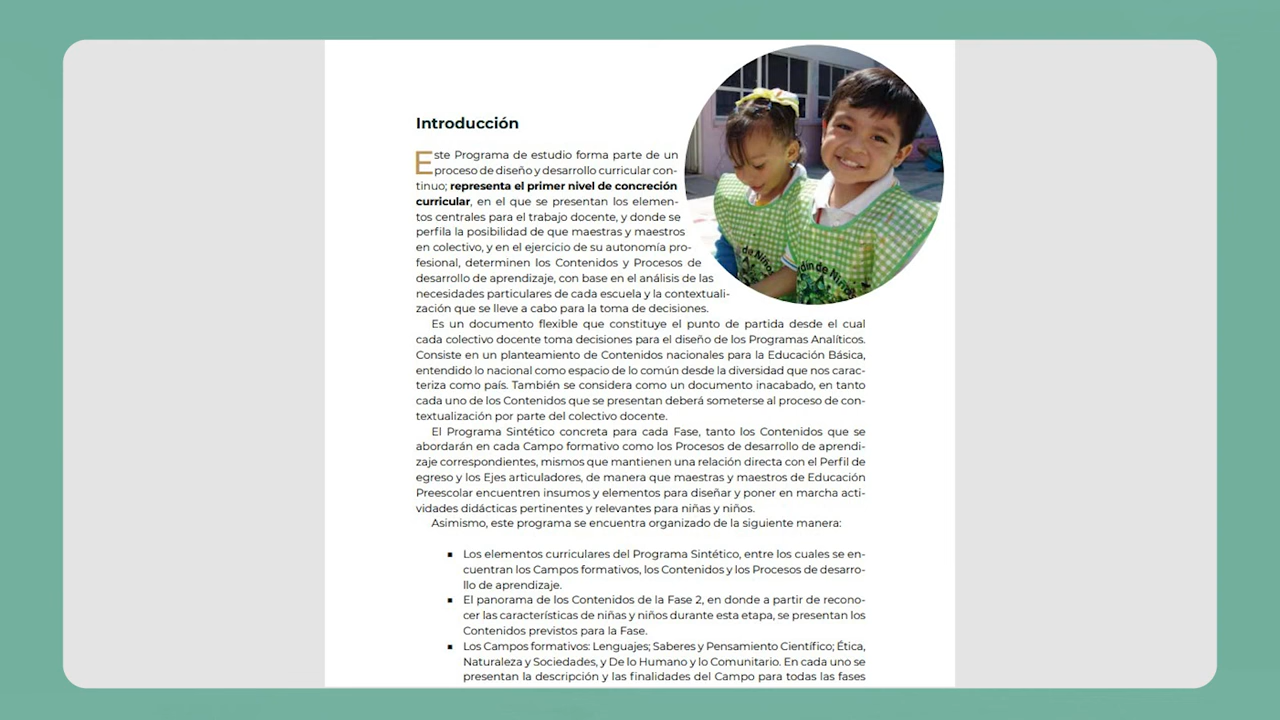 Introducción
Este Programa de estudio forma parte de un
proceso de diseño y desarrollo curricular con-
tinuo; representa el primer nivel de concreción
curricular, en el que se presentan los elemen-
tos centrales para el trabajo docente, y donde se
perfila la posibilidad de que maestras y maestros
en colectivo, y en el ejercicio de su autonomía pro-
fesional, determinen los Contenidos y Procesos de
desarrollo de aprendizaje, con base en el análisis de las
necesidades particulares de cada escuela y la contextuali-
zación que se lleve a cabo para la toma de decisiones.
Es un documento flexible que constituye el punto de partida desde el cual
cada colectivo docente toma decisiones para el diseño de los Programas Analíticos.
Consiste en un planteamiento de Contenidos nacionales para la Educación Básica,
entendido lo nacional como espacio de lo común desde la diversidad que nos carac-
teriza como país. También se considera como un documento inacabado, en tanto
cada uno de los Contenidos que se presentan deberá someterse al proceso de con-
textualización por parte del colectivo docente.
El Programa Sintético concreta para cada Fase, tanto los Contenidos que se
abordarán en cada Campo formativo como los Procesos de desarrollo de aprendi-
zaje correspondientes, mismos que mantienen una relación directa con el Perfil de
egreso y los Ejes articuladores, de manera que maestras y maestros de Educación
Preescolar encuentren insumos y elementos para diseñar y poner en marcha acti-
vidades didácticas pertinentes y relevantes para niñas y niños.
Asimismo, este programa se encuentra organizado de la siguiente manera:
▪ Los elementos curriculares del Programa Sintético, entre los cuales se en-
cuentran los Campos formativos, los Contenidos y los Procesos de desarro-
llo de aprendizaje.
▪ El panorama de los Contenidos de la Fase 2, en donde a partir de recono-
cer las características de niñas y niños durante esta etapa, se presentan los
Contenidos previstos para la Fase.
▪ Los Campos formativos: Lenguajes; Saberes y Pensamiento Científico; Ética,
Naturaleza y Sociedades, y De lo Humano y lo Comunitario. En cada uno se
presentan la descripción y las finalidades del Campo para todas las fases